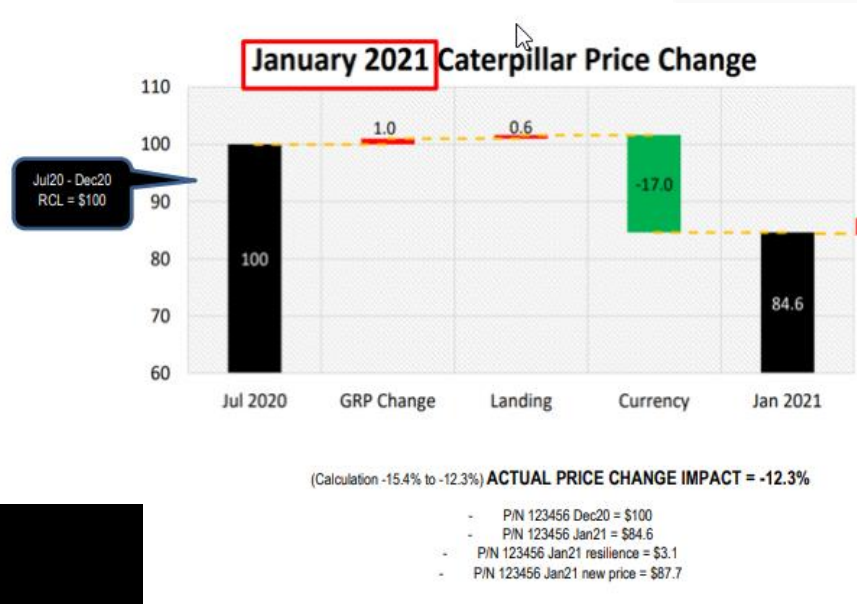 January 2021 Caterpillar Price Change
110
100
90
80
70
60
Jul20 - Dec20
RCL = $100
100
1.0
0.6
-17.0
84.6
Jul 2020
GRP Change
Landing
Currency
Jan 2021
(Calculation -15.4% to -12.3%) ACTUAL PRICE CHANGE IMPACT = -12.3%
- P/N 123456 Dec20 = $100
- P/N 123456 Jan21 = $84.6
- P/N 123456 Jan21 resilience = $3.1
- P/N 123456 Jan21 new price = $87.7